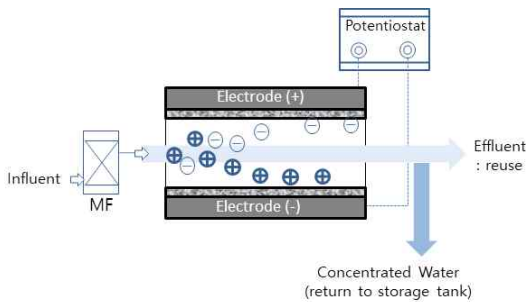 Potentiostat
Electrode (+)
Influent
MF
Effluent
: reuse
Electrode (-)
Concentrated Water
(return to storage tank)